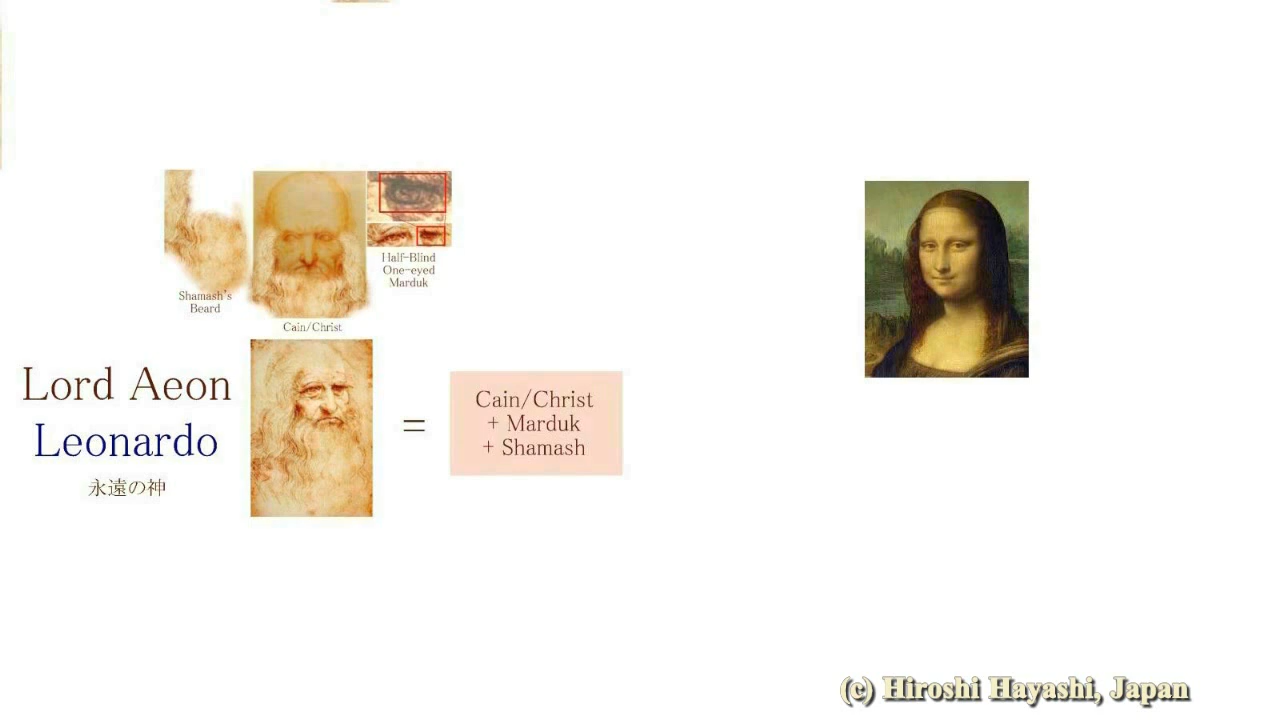 Shamash's
Beard
Cain/Christ
Half-Blind
One-eyed
Marduk
Lord Aeon
Leonardo
永遠の神
=
Cain/Christ
+ Marduk
+ Shamash
(c) Hiroshi Hayashi, Japan